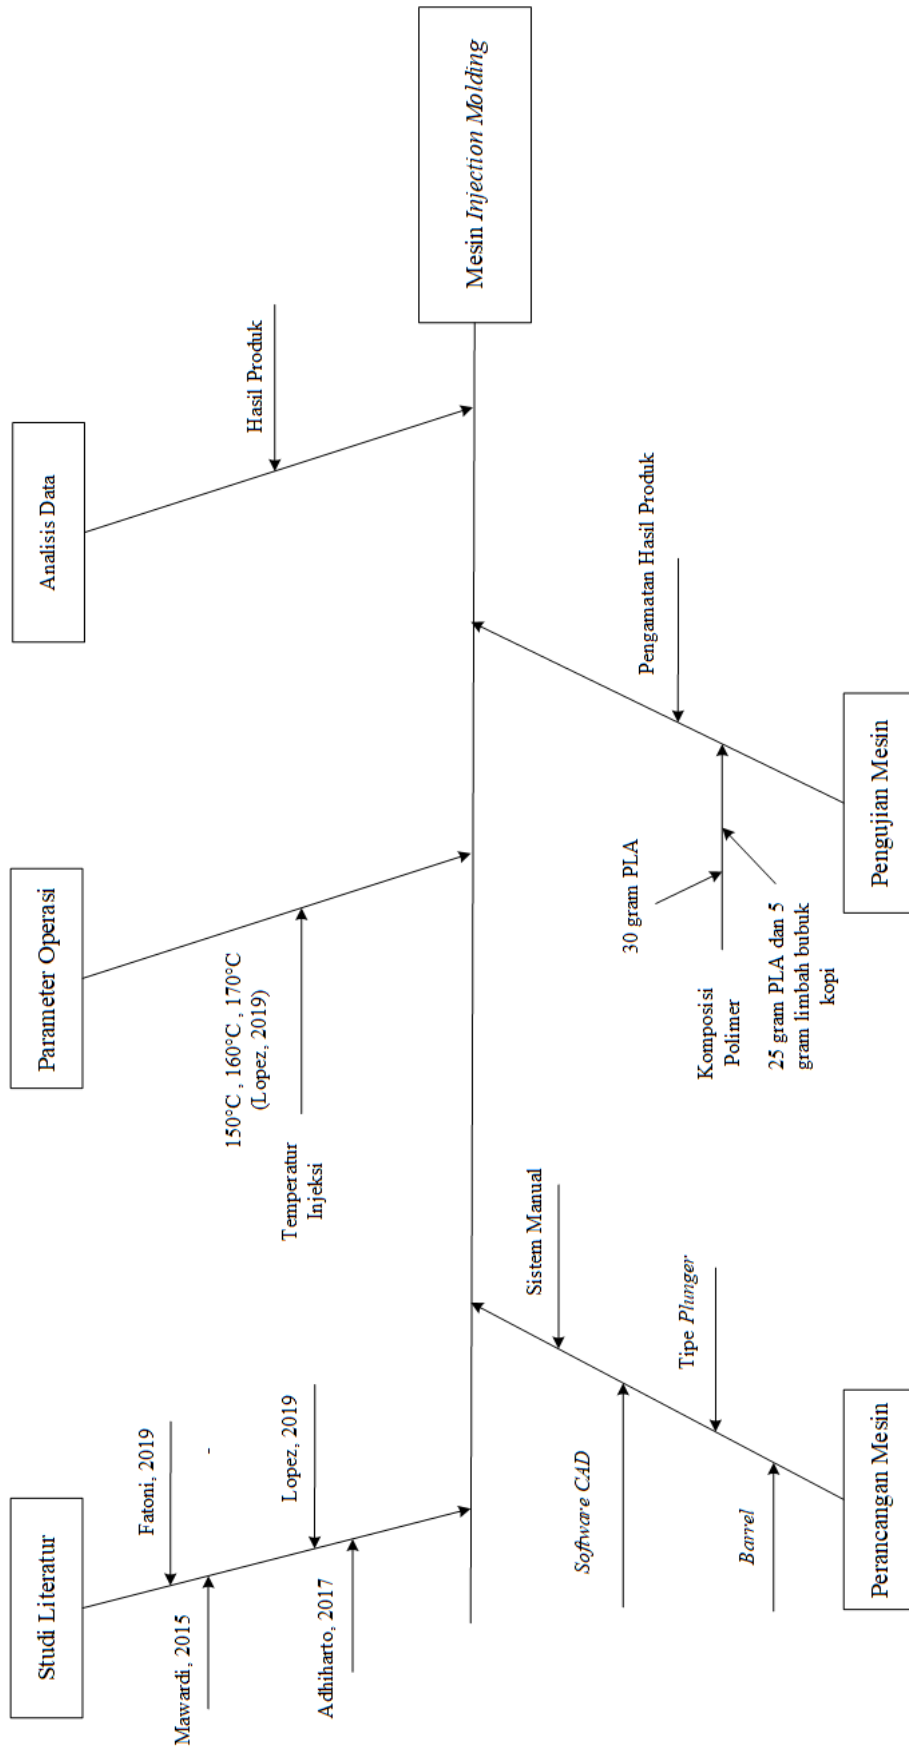 Studi Literatur
Parameter Operasi
Analisis Data
Fatoni, 2019
Mawardi, 2015
-
Lopez, 2019
Adhiharto, 2017
150°C , 160°C , 170°C
(Lopez, 2019)
Temperatur
Injeksi
Hasil Produk
Mesin Injection Molding
Sistem Manual
Software CAD
Tipe Plunger
Barrel
Perancangan Mesin
Pengamatan Hasil Produk
30 gram PLA
Komposisi
Polimer
25 gram PLA dan 5
gram limbah bubuk
kopi
Pengujian Mesin